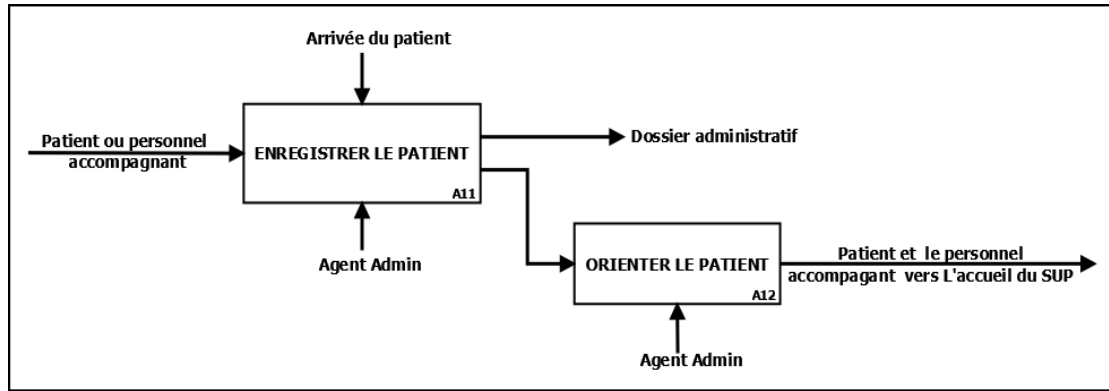 Arrivée du patient
Patient ou personnel
accompagnant
ENREGISTRER LE PATIENT
A11
Dossier administratif
Agent Admin
ORIENTER LE PATIENT
A12
Patient et le personnel
accompagant vers L'accueil du SUP
Agent Admin